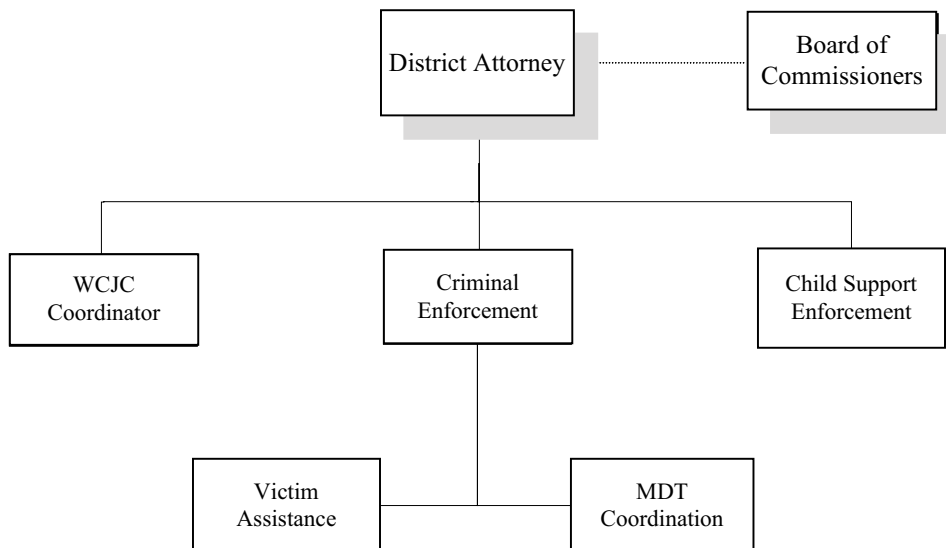 District Attorney
Board of
Commissioners
WCJC
Coordinator
Criminal
Enforcement
Child Support
Enforcement
Victim
Assistance
MDT
Coordination